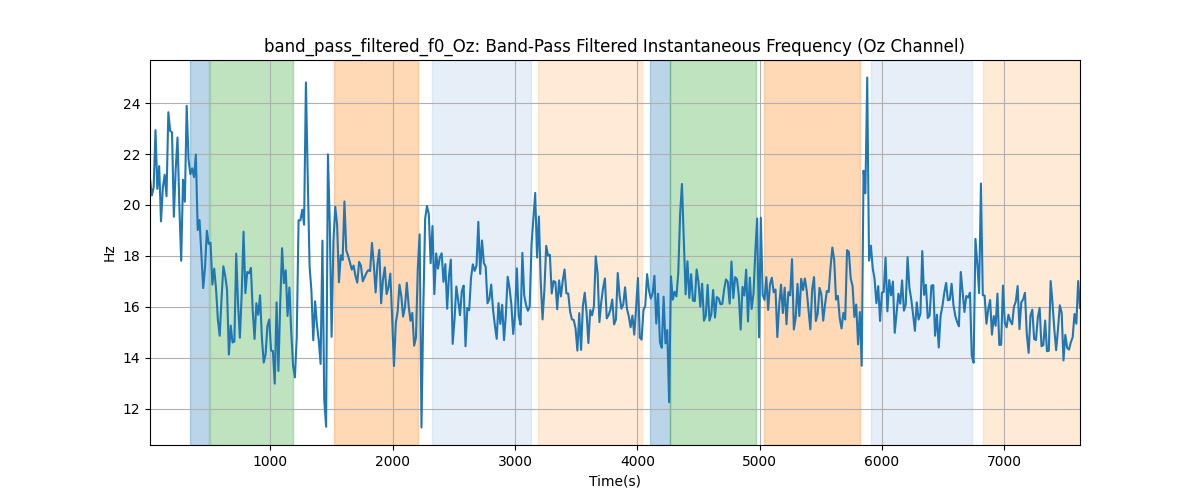 band_pass_filtered_f0_Oz: Band-Pass Filtered Instantaneous Frequency (Oz Channel)
24
22
20
18
16
14
12
Hz
1000 2000 3000 4000 5000 6000 7000
Time(s)